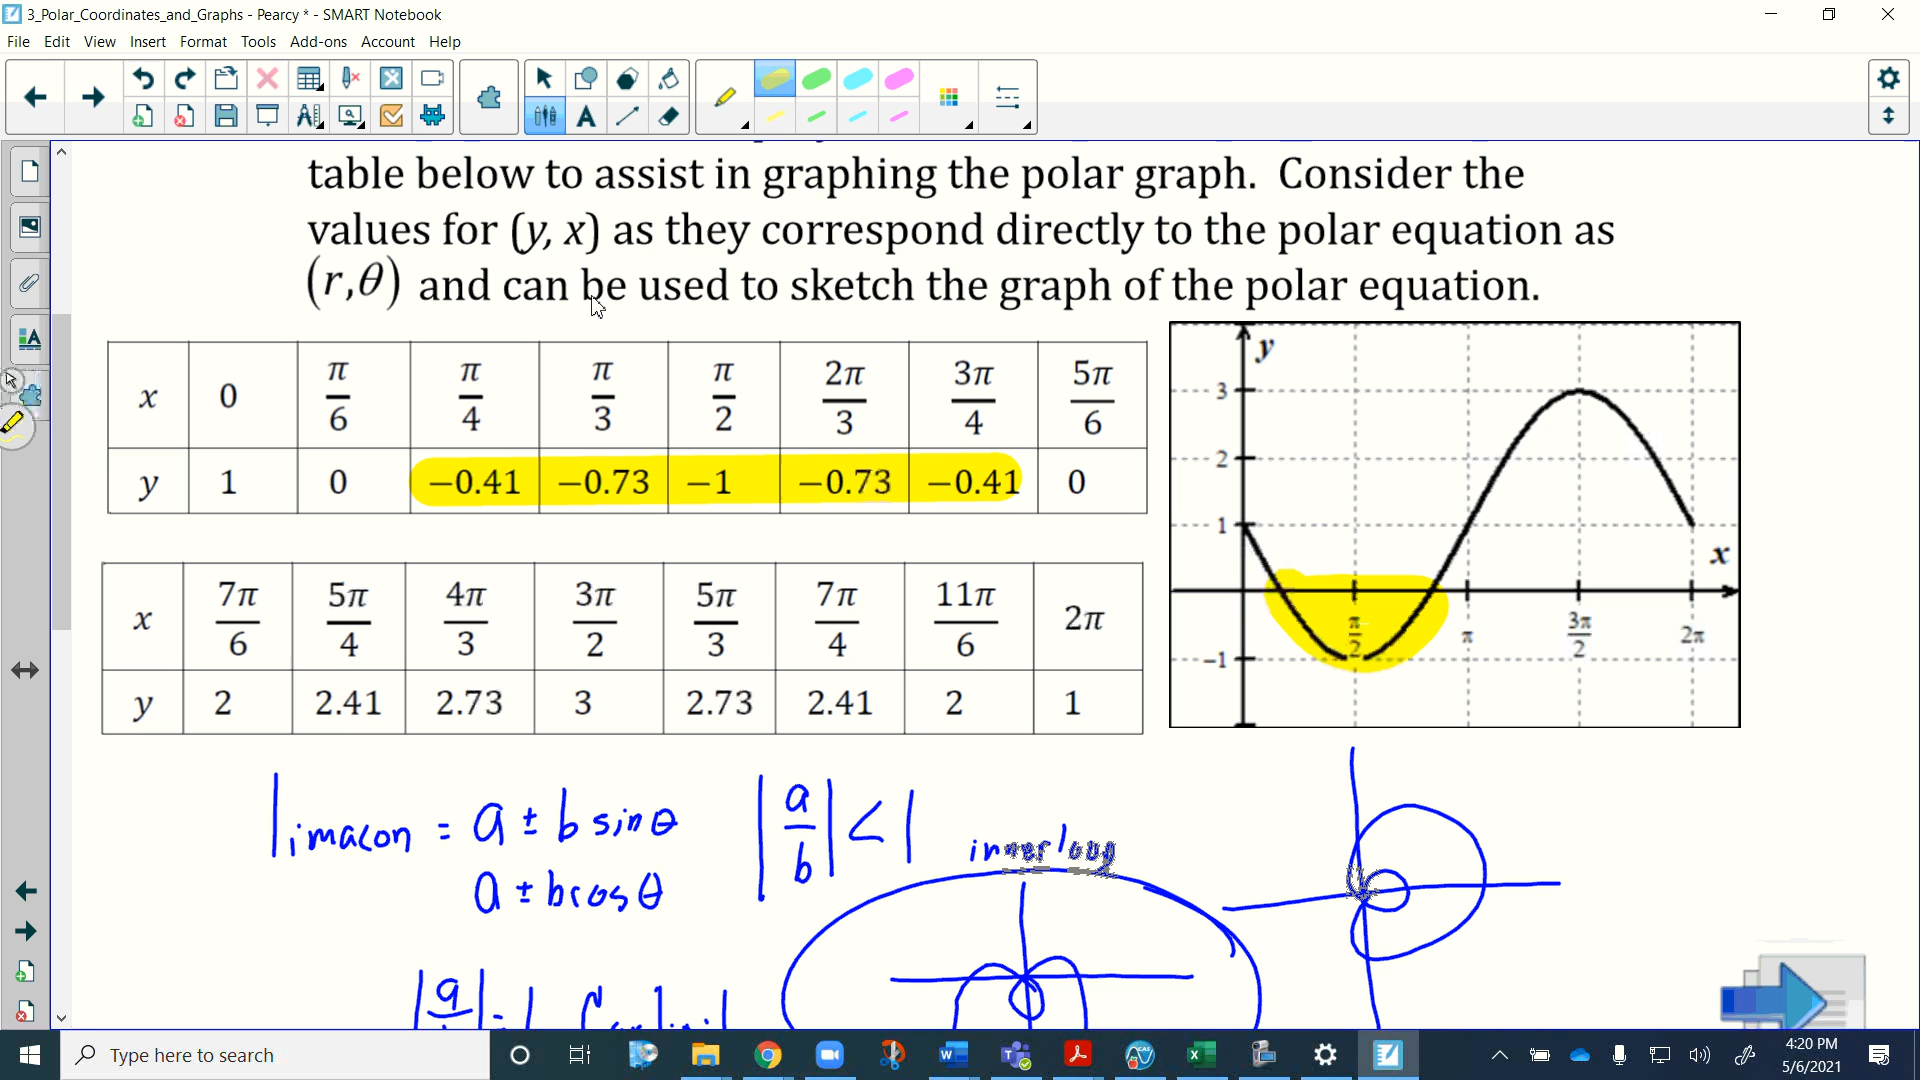 3_Polar_Coordinates_and_Graphs - Pearcy * - SMART Notebook
File Edit View Insert Format Tools Add-ons Account Help
table below to assist in graphing the polar graph. Consider the
values for (y, x) as they correspond directly to the polar equation as
(r,θ) and can be used to sketch the graph of the polar equation.
x 0 π/6 π/4 π/3 π/2 2π/3 3π/4 5π/6
y 1 0 −0.41 −0.73 −1 −0.73 −0.41 0
x 7π/6 5π/4 4π/3 3π/2 5π/3 7π/4 11π/6 2π
y 2 2.41 2.73 3 2.73 2.41 2 1
y
3
2
1
x
π/2 π 3π/2 2π
−1
limacon = a ± b sin θ
a ± b cos θ
|a/b| < 1
inner loop
Type here to search
4:20 PM
5/6/2021